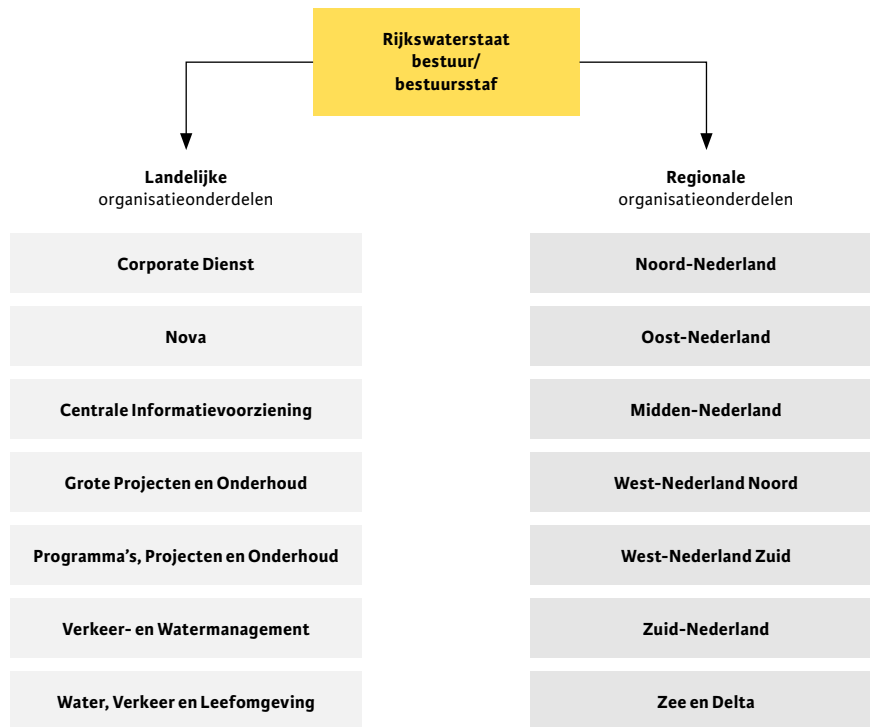 Rijkswaterstaat
bestuur/
bestuursstaf
Landelijke
organisatieonderdelen
Corporate Dienst
Nova
Centrale Informatievoorziening
Grote Projecten en Onderhoud
Programma’s, Projecten en Onderhoud
Verkeer- en Watermanagement
Water, Verkeer en Leefomgeving
Regionale
organisatieonderdelen
Noord-Nederland
Oost-Nederland
Midden-Nederland
West-Nederland Noord
West-Nederland Zuid
Zuid-Nederland
Zee en Delta